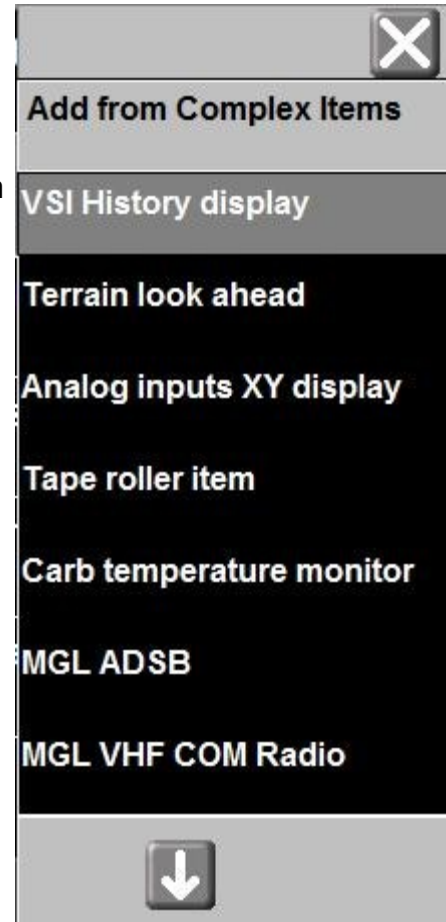 Add from Complex Items
VSI History display
Terrain look ahead
Analog inputs XY display
Tape roller item
Carb temperature monitor
MGL ADSB
MGL VHF COM Radio